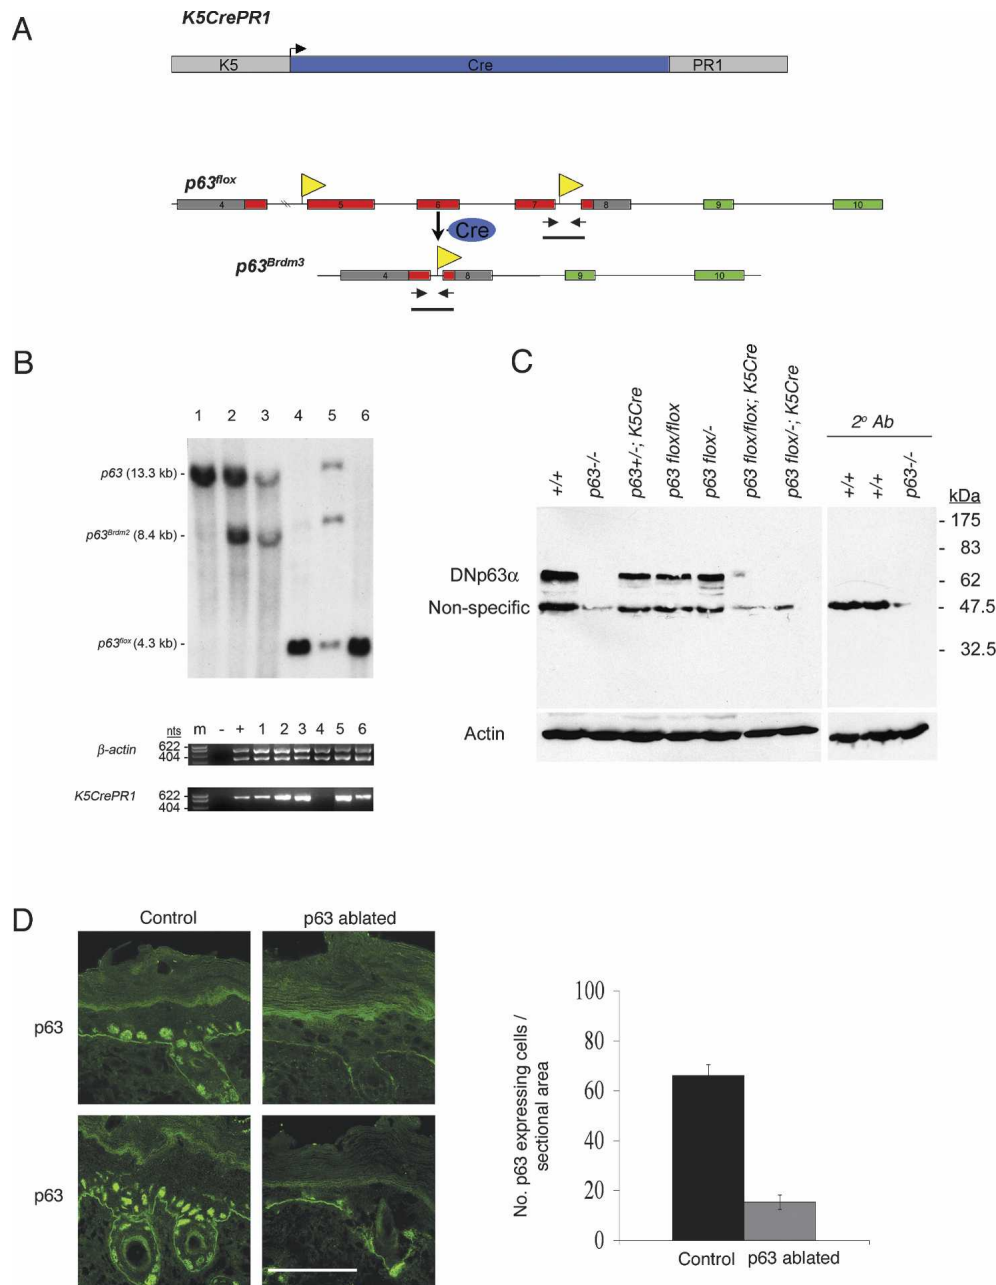 A
K5CrePR1
K5 Cre PR1
p63flox
4 5 6 7 8 9 10
Cre
p63Brdm3
4 8 9 10
B
1 2 3 4 5 6
p63 (13.3 kb) -
p63Brdm2 (8.4 kb) -
p63flox (4.3 kb) -
nts m - + 1 2 3 4 5 6
β-actin 622 -
404 -
K5CrePR1 622 -
404 -
C
+/+
p63-/-
p63+/-; K5Cre
p63 flox/flox
p63 flox/-
p63 flox/flox; K5Cre
p63 flox/-; K5Cre
2º Ab
+/+
+/+
p63-/-
kDa
- 175
- 83
DNp63α - 62
Non-specific - 47.5
- 32.5
Actin
D
Control p63 ablated
p63
p63
No. p63 expressing cells /
sectional area
100
80
60
40
20
0
Control p63 ablated